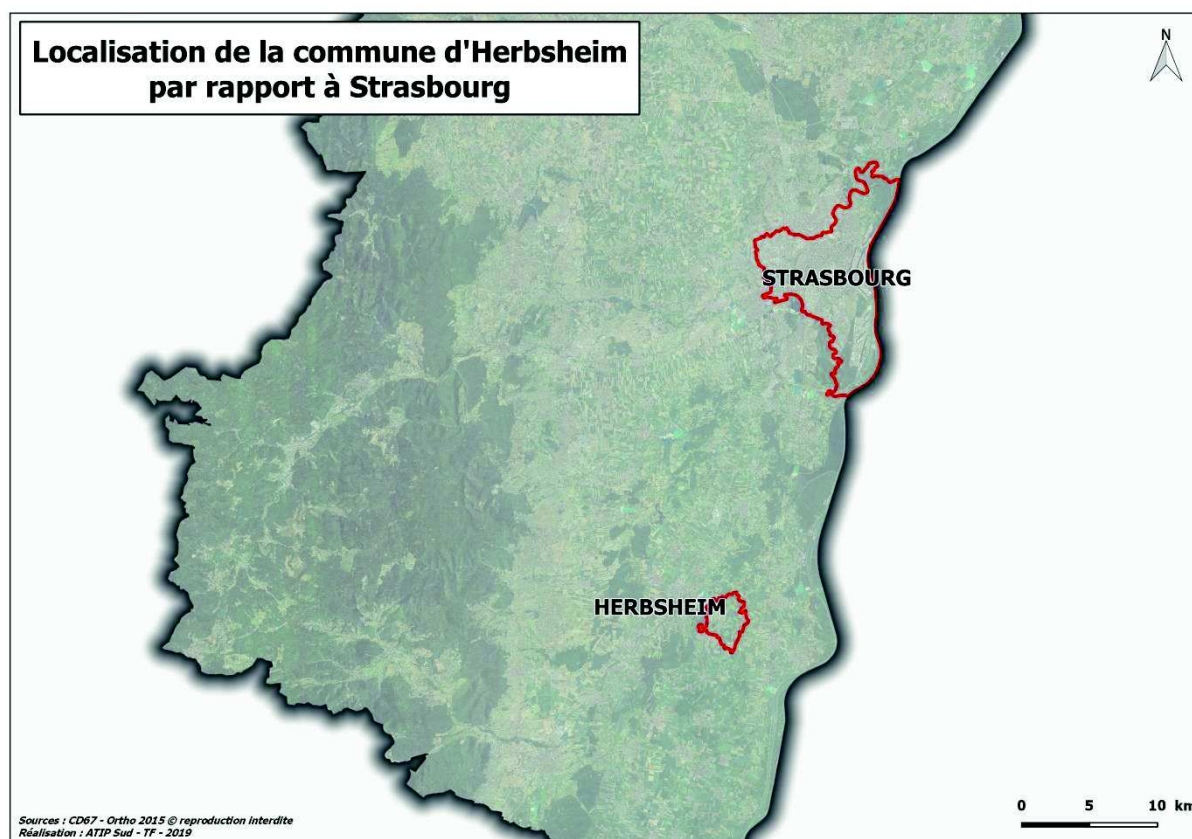 Localisation de la commune d'Herbsheim
par rapport à Strasbourg
N
STRASBOURG
HERBSHEIM
0 5 10 km
Sources : CD67 - Ortho 2015 © reproduction interdite
Réalisation : ATIP Sud - TF - 2019